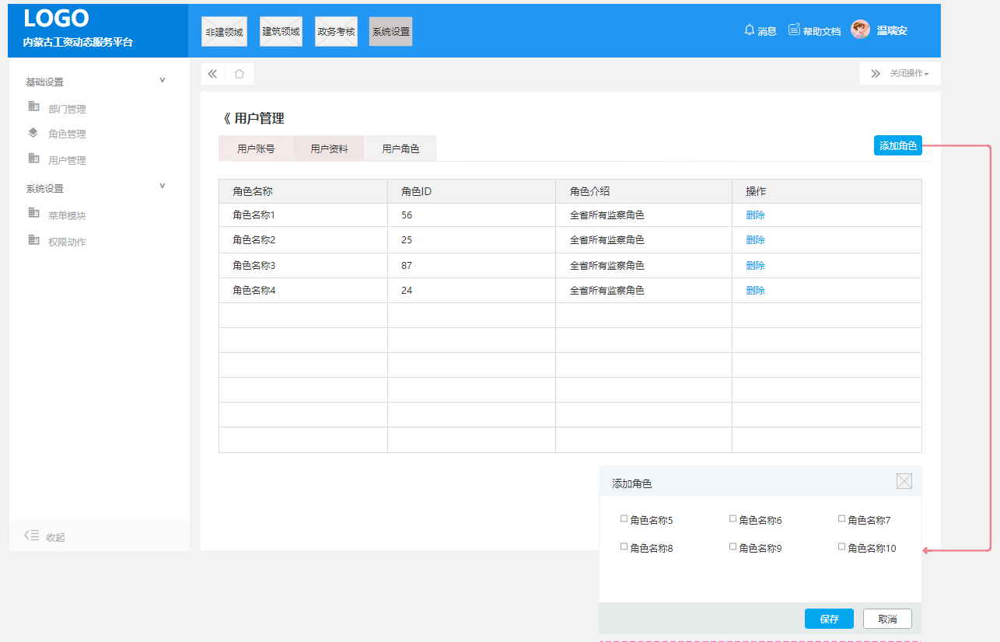 LOGO
内蒙古工资动态服务平台
非建领域
建筑领域
政务考核
系统设置
消息
帮助文档
温瑞安
基础设置
部门管理
角色管理
用户管理
系统设置
菜单模块
权限动作
收起
关闭操作
《 用户管理
用户账号
用户资料
用户角色
添加角色
角色名称 角色ID 角色介绍 操作
角色名称1 56 全省所有监察角色 删除
角色名称2 25 全省所有监察角色 删除
角色名称3 87 全省所有监察角色 删除
角色名称4 24 全省所有监察角色 删除
添加角色
角色名称5 角色名称6 角色名称7
角色名称8 角色名称9 角色名称10
保存 取消